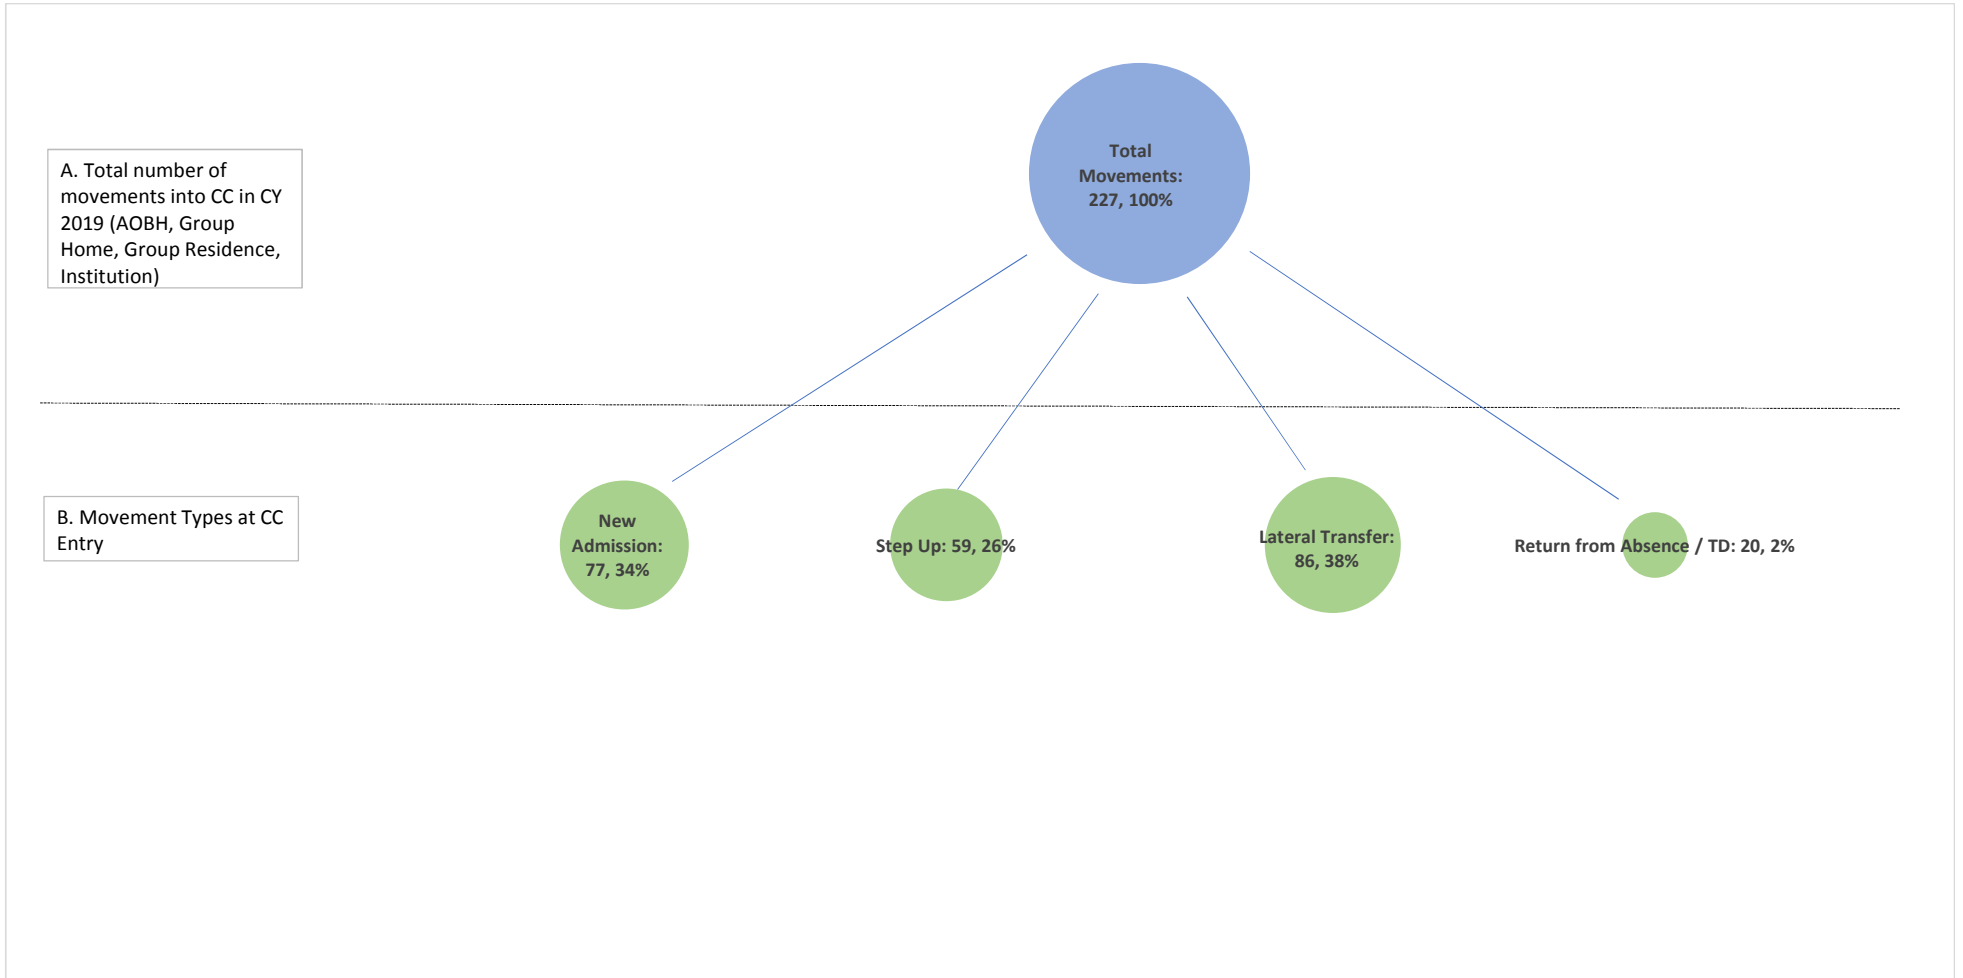 Total
Movements:
227, 100%
A. Total number of
movements into CC in CY
2019 (AOBH, Group
Home, Group Residence,
Institution)
B. Movement Types at CC
Entry
New
Admission:
77, 34%
Step Up: 59, 26%
Lateral Transfer:
86, 38%
Return from Absence / TD: 20, 2%